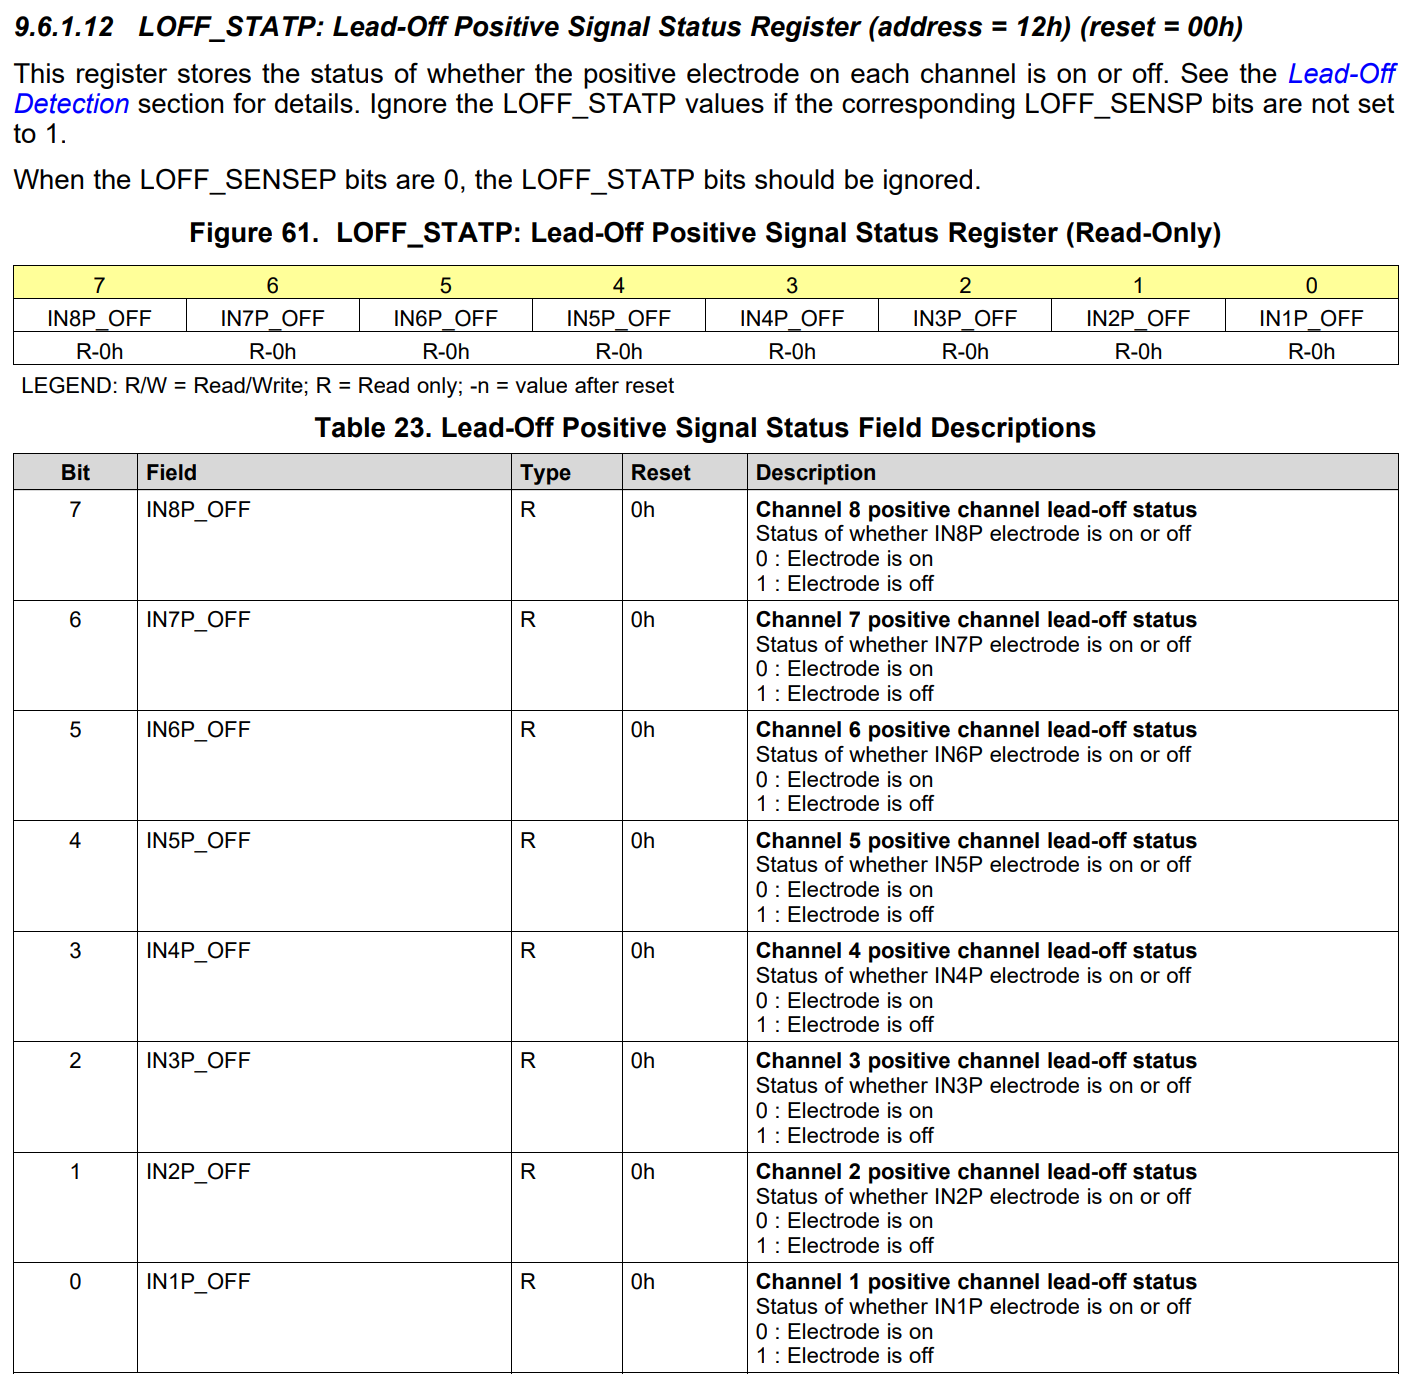 9.6.1.12 LOFF_STATP: Lead-Off Positive Signal Status Register (address = 12h) (reset = 00h)
This register stores the status of whether the positive electrode on each channel is on or off. See the Lead-Off
Detection section for details. Ignore the LOFF_STATP values if the corresponding LOFF_SENSP bits are not set
to 1.
When the LOFF_SENSEP bits are 0, the LOFF_STATP bits should be ignored.
Figure 61. LOFF_STATP: Lead-Off Positive Signal Status Register (Read-Only)
7 6 5 4 3 2 1 0
IN8P_OFF IN7P_OFF IN6P_OFF IN5P_OFF IN4P_OFF IN3P_OFF IN2P_OFF IN1P_OFF
R-0h R-0h R-0h R-0h R-0h R-0h R-0h R-0h
LEGEND: R/W = Read/Write; R = Read only; -n = value after reset
Table 23. Lead-Off Positive Signal Status Field Descriptions
Bit Field Type Reset Description
7 IN8P_OFF R 0h Channel 8 positive channel lead-off status
Status of whether IN8P electrode is on or off
0 : Electrode is on
1 : Electrode is off
6 IN7P_OFF R 0h Channel 7 positive channel lead-off status
Status of whether IN7P electrode is on or off
0 : Electrode is on
1 : Electrode is off
5 IN6P_OFF R 0h Channel 6 positive channel lead-off status
Status of whether IN6P electrode is on or off
0 : Electrode is on
1 : Electrode is off
4 IN5P_OFF R 0h Channel 5 positive channel lead-off status
Status of whether IN5P electrode is on or off
0 : Electrode is on
1 : Electrode is off
3 IN4P_OFF R 0h Channel 4 positive channel lead-off status
Status of whether IN4P electrode is on or off
0 : Electrode is on
1 : Electrode is off
2 IN3P_OFF R 0h Channel 3 positive channel lead-off status
Status of whether IN3P electrode is on or off
0 : Electrode is on
1 : Electrode is off
1 IN2P_OFF R 0h Channel 2 positive channel lead-off status
Status of whether IN2P electrode is on or off
0 : Electrode is on
1 : Electrode is off
0 IN1P_OFF R 0h Channel 1 positive channel lead-off status
Status of whether IN1P electrode is on or off
0 : Electrode is on
1 : Electrode is off